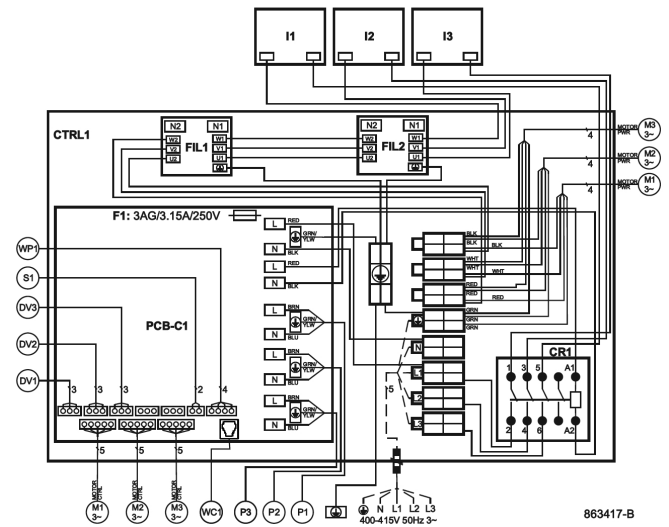 I1 I2 I3
CTRL1
N2 N1
W2 W1
V2 FIL1 V1
U2 U1
N2 N1
W2 W1
V2 FIL2 V1
U2 U1
MOTOR PWR M3 3~
4
MOTOR PWR M2 3~
4
MOTOR PWR M1 3~
4
F1: 3AG/3.15A/250V
L RED
GRN/YLW
N BLK
L RED
N BLK
L BRN
GRN/YLW
N BLU
L BRN
GRN/YLW
N BLU
L BRN
GRN/YLW
N BLU
BLK
BLK BLK
WHT
WHT WHT
RED
RED RED
GRN
GRN
GRN
N
L1
L2
L3
5
CR1
1 3 5 A1
2 4 6 A2
WP1
S1
DV3
DV2
DV1
PCB-C1
3 3 3 2 4
5 5 5
MOTOR CTRL MOTOR CTRL MOTOR CTRL
M1 3~ M2 3~ M3 3~ WC1 P3 P2 P1
N L1 L2 L3
400-415V 50Hz 3~
863417-B